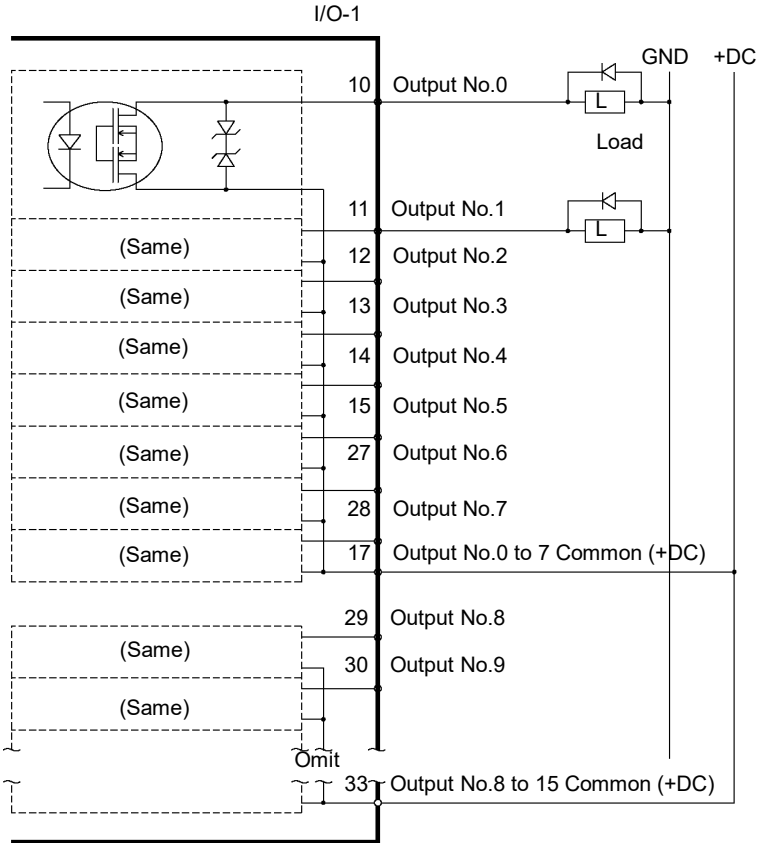 I/O-1
GND +DC
10 Output No.0
L
Load
11 Output No.1
L
(Same)
12 Output No.2
(Same)
13 Output No.3
(Same)
14 Output No.4
(Same)
15 Output No.5
(Same)
27 Output No.6
(Same)
28 Output No.7
(Same)
17 Output No.0 to 7 Common (+DC)
29 Output No.8
(Same)
30 Output No.9
(Same)
Omit
33 Output No.8 to 15 Common (+DC)